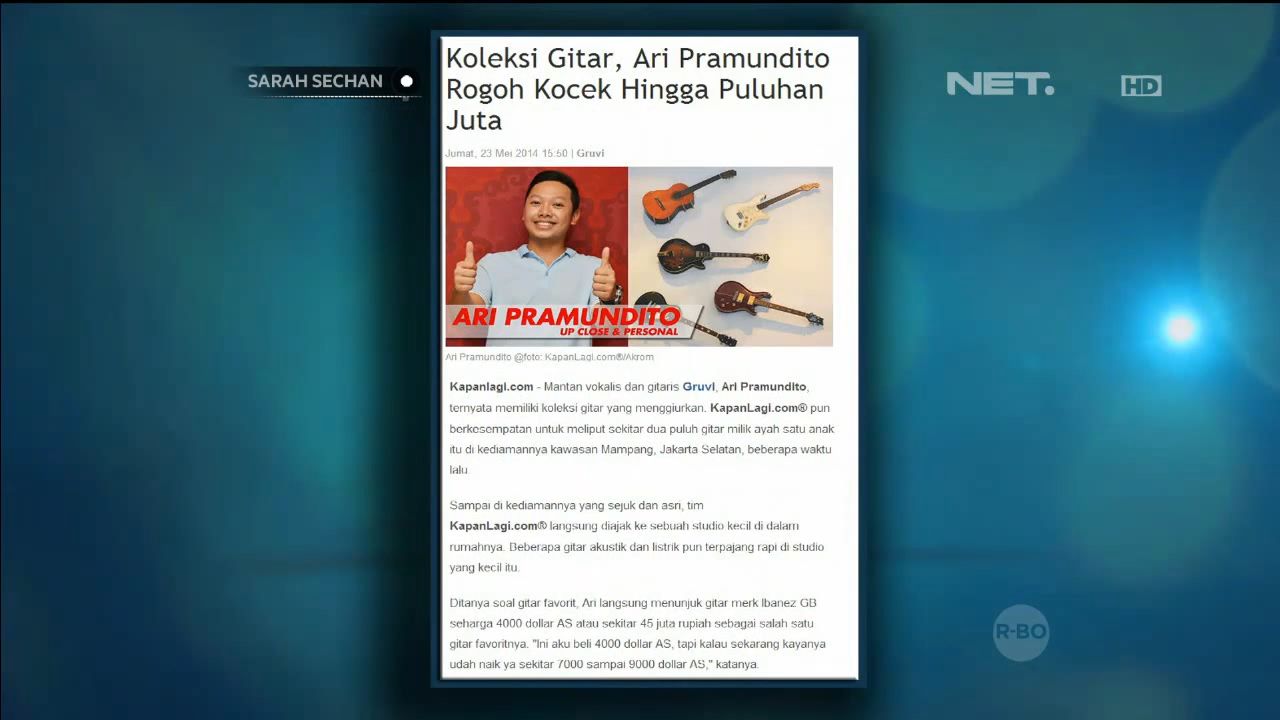 SARAH SECHAN
NET.
HD
Koleksi Gitar, Ari Pramundito
Rogoh Kocek Hingga Puluhan
Juta
Jumat, 23 Mei 2014 15:50 | Gruvi
ARI PRAMUNDITO
UP CLOSE & PERSONAL
Ari Pramundito @foto: KapanLagi.com®/Akrom
Kapanlagi.com - Mantan vokalis dan gitaris Gruvi, Ari Pramundito,
ternyata memiliki koleksi gitar yang menggiurkan. KapanLagi.com® pun
berkesempatan untuk meliput sekitar dua puluh gitar milik ayah satu anak
itu di kediamannya kawasan Mampang, Jakarta Selatan, beberapa waktu
lalu.
Sampai di kediamannya yang sejuk dan asri, tim
KapanLagi.com® langsung diajak ke sebuah studio kecil di dalam
rumahnya. Beberapa gitar akustik dan listrik pun terpajang rapi di studio
yang kecil itu.
Ditanya soal gitar favorit, Ari langsung menunjuk gitar merk Ibanez GB
seharga 4000 dollar AS atau sekitar 45 juta rupiah sebagai salah satu
gitar favoritnya. "Ini aku beli 4000 dollar AS, tapi kalau sekarang kayanya
udah naik ya sekitar 7000 sampai 9000 dollar AS," katanya.
R-BO